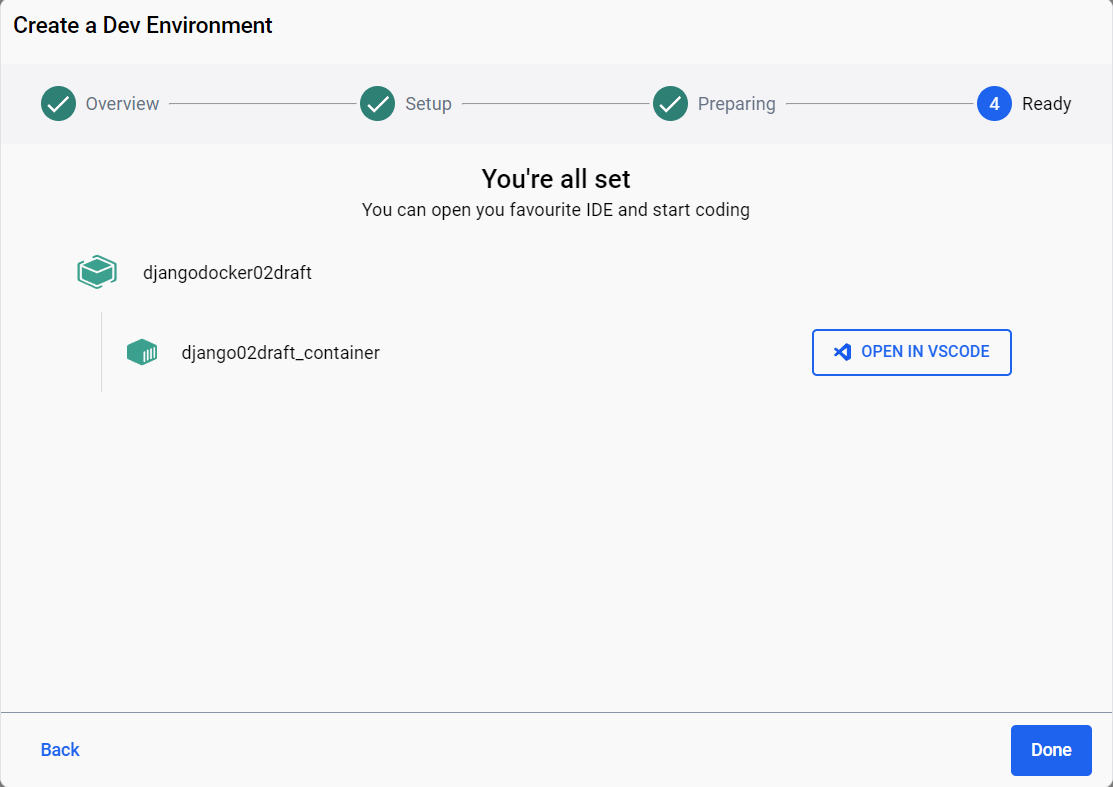 Create a Dev Environment
Overview
Setup
Preparing
4 Ready
You're all set
You can open you favourite IDE and start coding
djangodocker02draft
django02draft_container
OPEN IN VSCODE
Back
Done